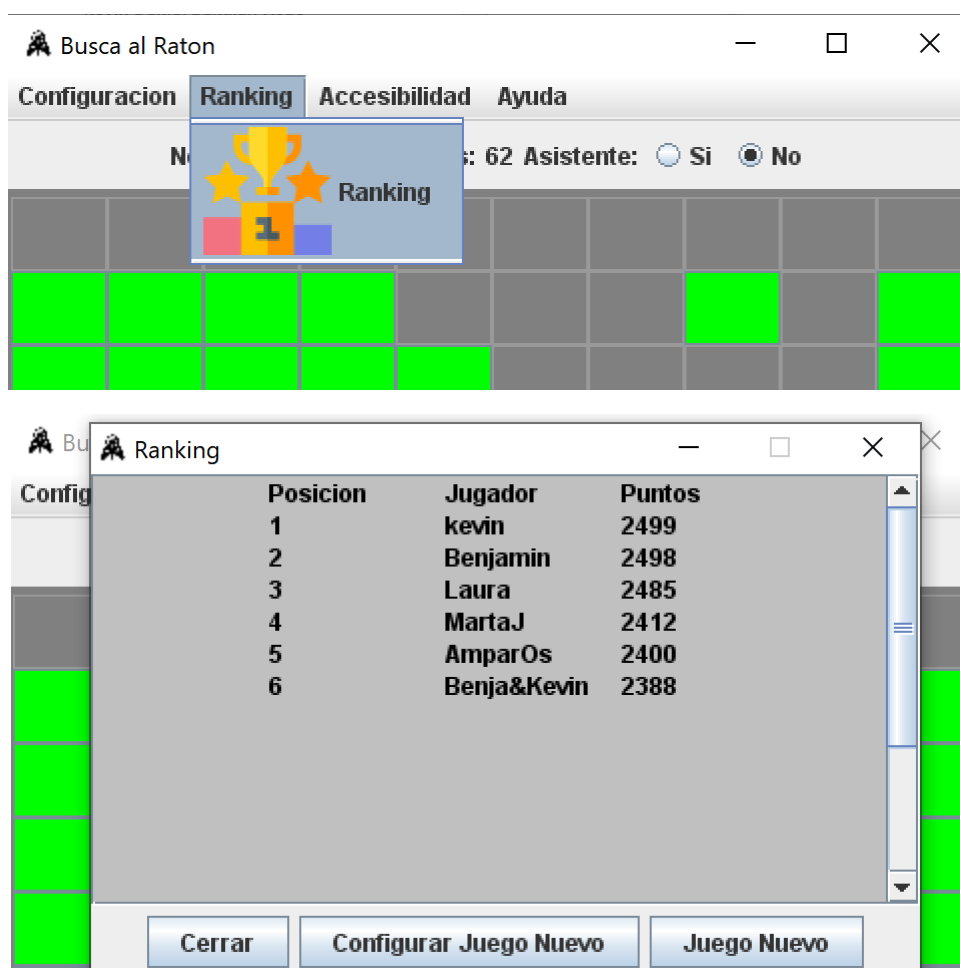 Busca al Raton
Configuracion Ranking Accesibilidad Ayuda
62 Asistente: Si No
Ranking
1
Ranking
Posicion Jugador Puntos
1 kevin 2499
2 Benjamin 2498
3 Laura 2485
4 MartaJ 2412
5 AmparOs 2400
6 Benja&Kevin 2388
Cerrar Configurar Juego Nuevo Juego Nuevo